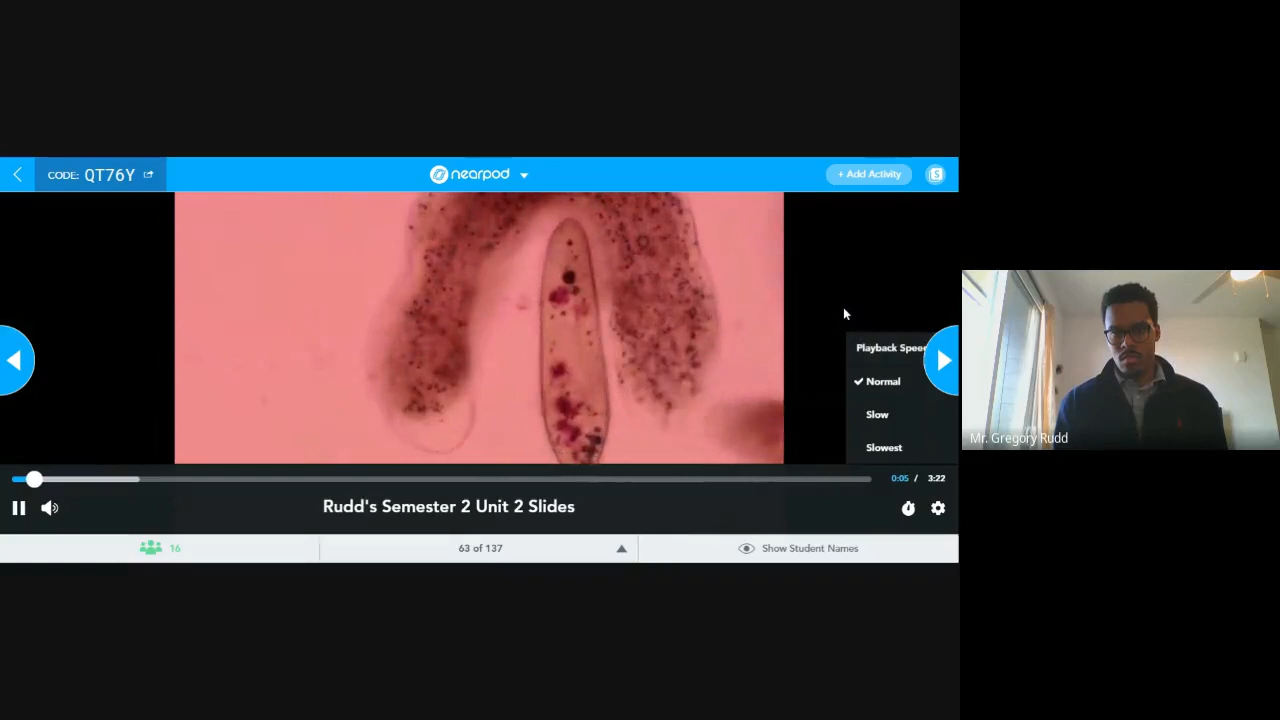 CODE: QT76Y
nearpod
+ Add Activity
Playback Spee
Normal
Slow
Slowest
0:05 / 3:22
Rudd's Semester 2 Unit 2 Slides
16
63 of 137
Show Student Names
Mr. Gregory Rudd